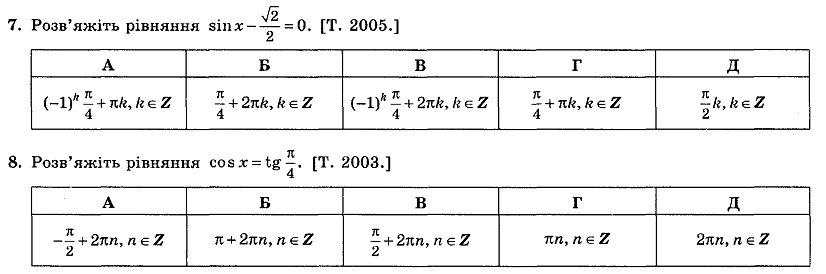 7. Розв'яжіть рівняння sin x − √2/2 = 0. [Т. 2005.]
А Б В Г Д
(−1)ᵏ π/4 + πk, k ∈ Z π/4 + 2πk, k ∈ Z (−1)ᵏ π/4 + 2πk, k ∈ Z π/4 + πk, k ∈ Z π/2 k, k ∈ Z
8. Розв'яжіть рівняння cos x = tg π/4. [Т. 2003.]
А Б В Г Д
−π/2 + 2πn, n ∈ Z π + 2πn, n ∈ Z π/2 + 2πn, n ∈ Z πn, n ∈ Z 2πn, n ∈ Z